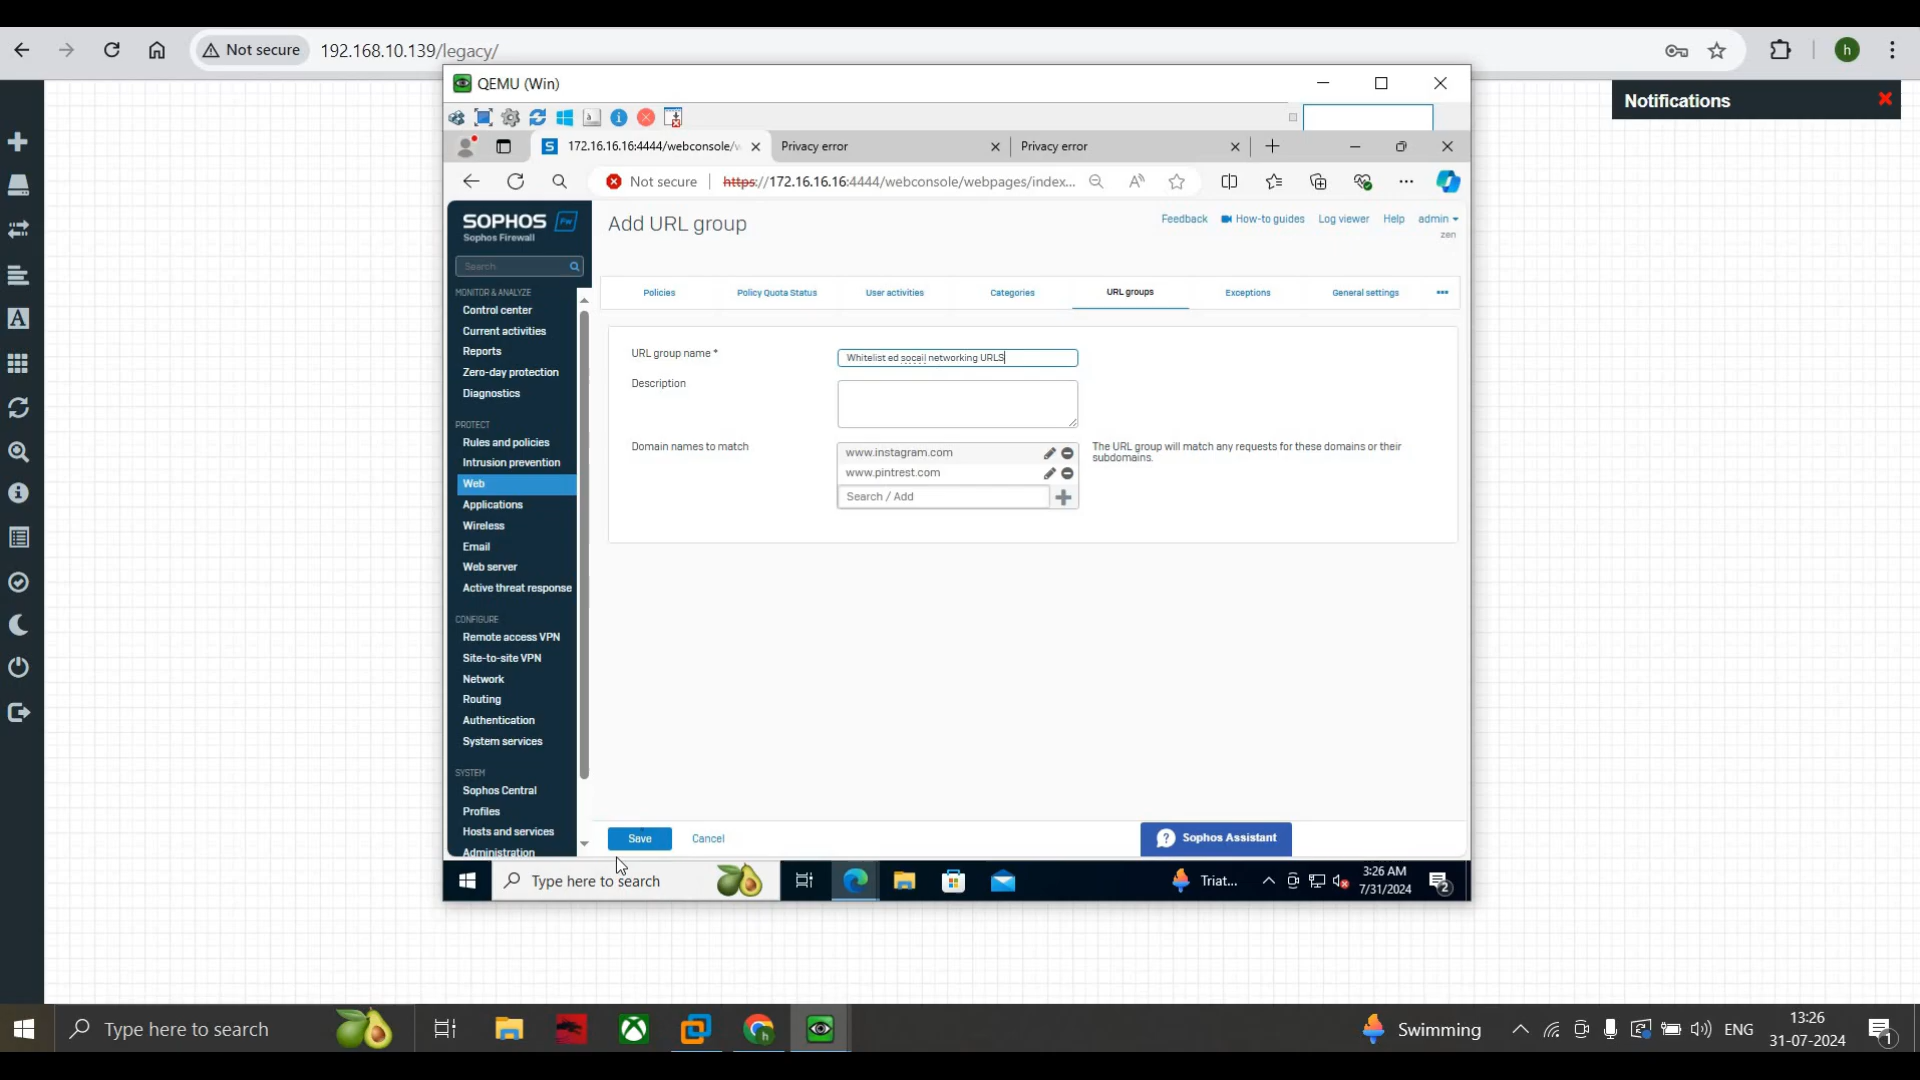 Not secure 192.168.10.139/legacy/ h
QEMU (Win)
Notifications
172.16.16.16:4444/webconsole/w Privacy error Privacy error
Not secure https://172.16.16.16:4444/webconsole/webpages/index...
SOPHOS Fw
Sophos Firewall
Add URL group
Feedback How-to guides Log viewer Help admin
zen
Search
Policies Policy Quota Status User activities Categories URL groups Exceptions General settings
MONITOR & ANALYZE
Control center
Current activities
Reports
Zero-day protection
Diagnostics
PROTECT
Rules and policies
Intrusion prevention
Web
Applications
Wireless
Email
Web server
Active threat response
CONFIGURE
Remote access VPN
Site-to-site VPN
Network
Routing
Authentication
System services
SYSTEM
Sophos Central
Profiles
Hosts and services
Administration
URL group name * Whitelist ed socail networking URLS
Description
Domain names to match
www.instagram.com
www.pintrest.com
Search / Add
The URL group will match any requests for these domains or their
subdomains.
Save Cancel
Sophos Assistant
Type here to search Triat... 3:26 AM
7/31/2024 2
Type here to search Swimming ENG 13:26
31-07-2024 1